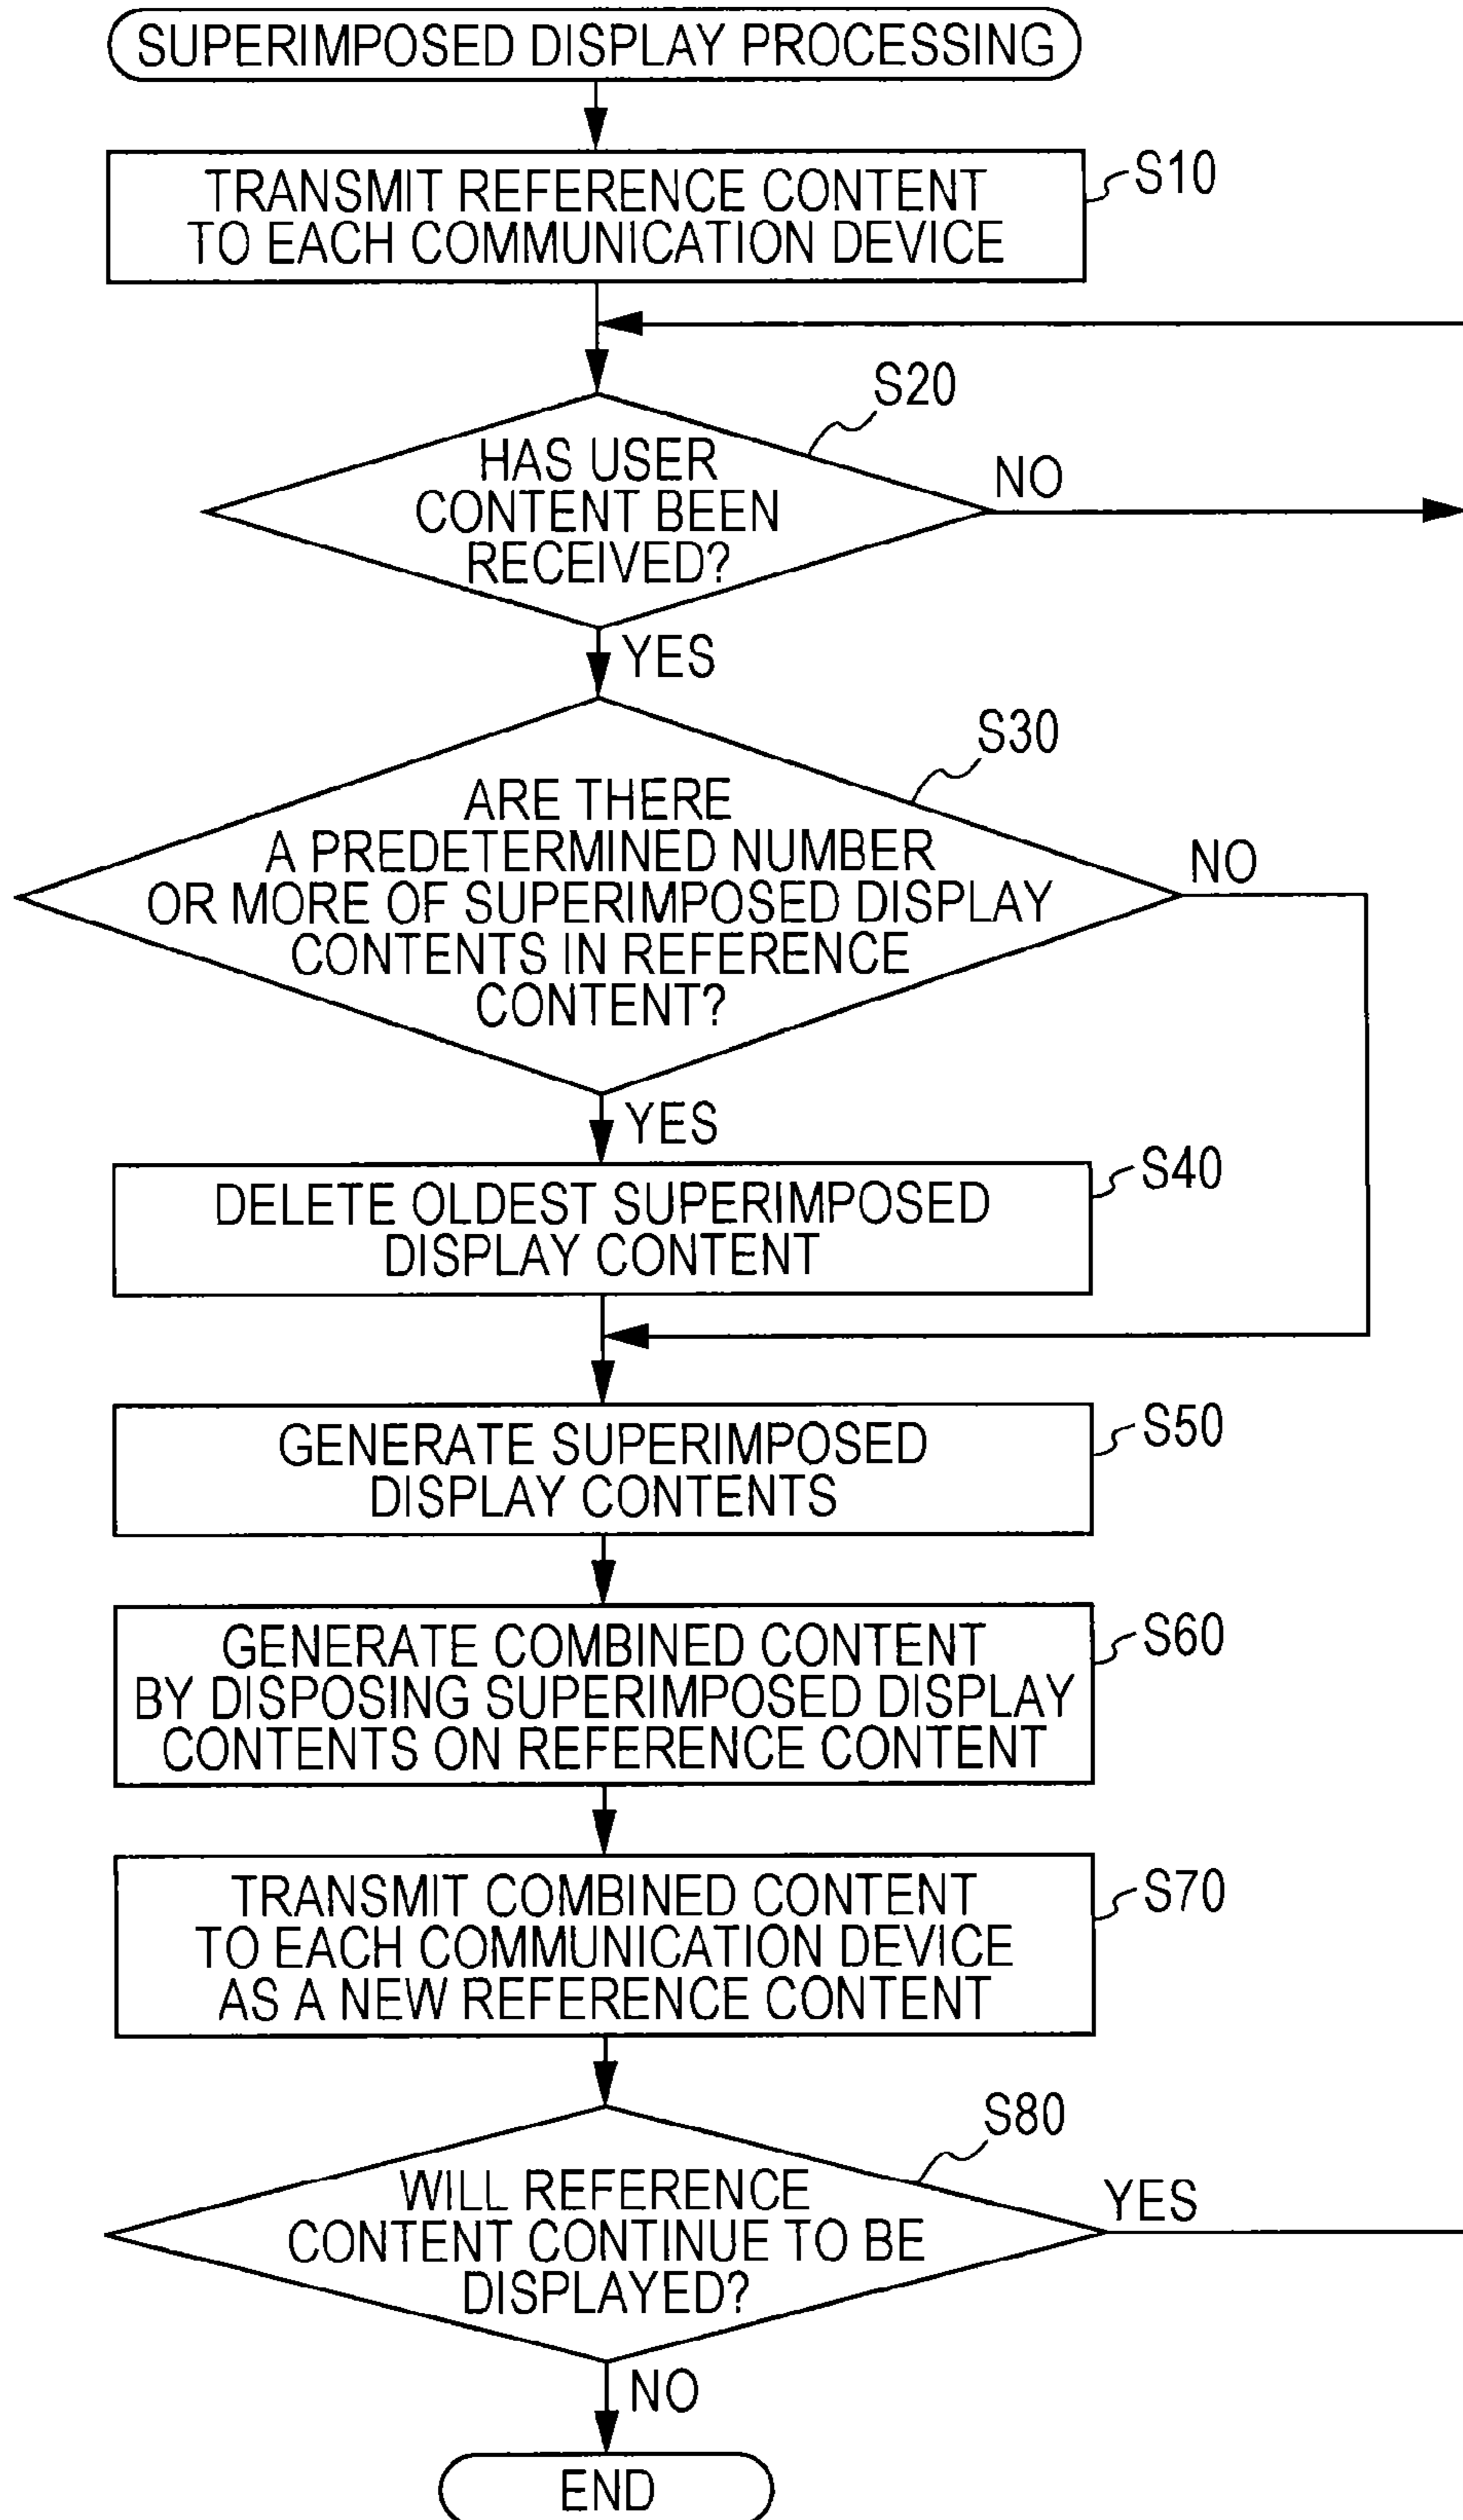 SUPERIMPOSED DISPLAY PROCESSING
TRANSMIT REFERENCE CONTENT
TO EACH COMMUNICATION DEVICE
S10
S20
HAS USER
CONTENT BEEN
RECEIVED?
NO
YES
S30
ARE THERE
A PREDETERMINED NUMBER
OR MORE OF SUPERIMPOSED DISPLAY
CONTENTS IN REFERENCE
CONTENT?
NO
YES
S40
DELETE OLDEST SUPERIMPOSED
DISPLAY CONTENT
S50
GENERATE SUPERIMPOSED
DISPLAY CONTENTS
S60
GENERATE COMBINED CONTENT
BY DISPOSING SUPERIMPOSED DISPLAY
CONTENTS ON REFERENCE CONTENT
S70
TRANSMIT COMBINED CONTENT
TO EACH COMMUNICATION DEVICE
AS A NEW REFERENCE CONTENT
S80
WILL REFERENCE
CONTENT CONTINUE TO BE
DISPLAYED?
YES
NO
END